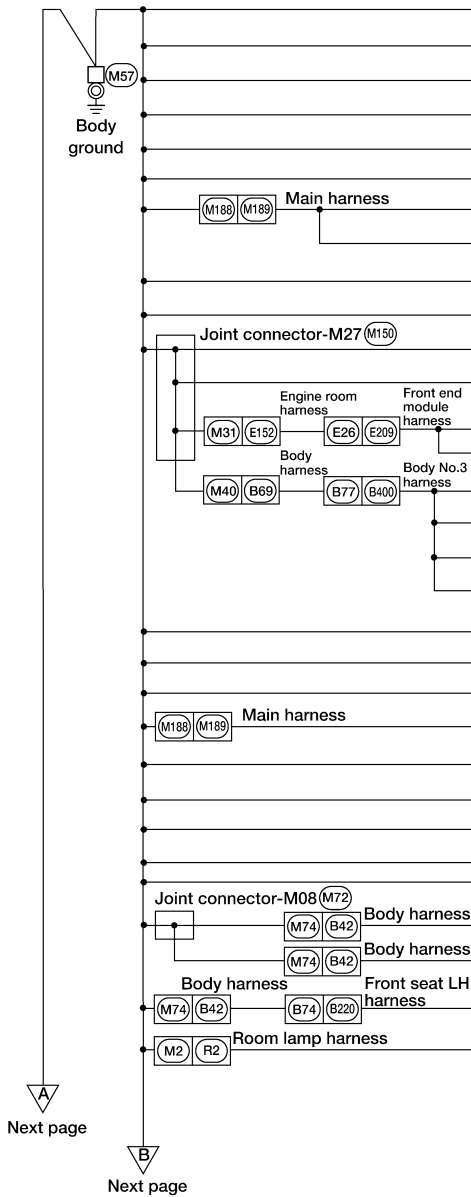 M57
Body
ground
M188 M189 Main harness
Joint connector-M27 M150
Engine room
harness
Front end
module
harness
M31 E152 E26 E209
Body
harness
Body No.3
harness
M40 B69 B77 B400
M188 M189 Main harness
Joint connector-M08 M72
M74 B42 Body harness
M74 B42 Body harness
Body harness
Front seat LH
harness
M74 B42 B74 B220
M2 R2 Room lamp harness
A
Next page
B
Next page